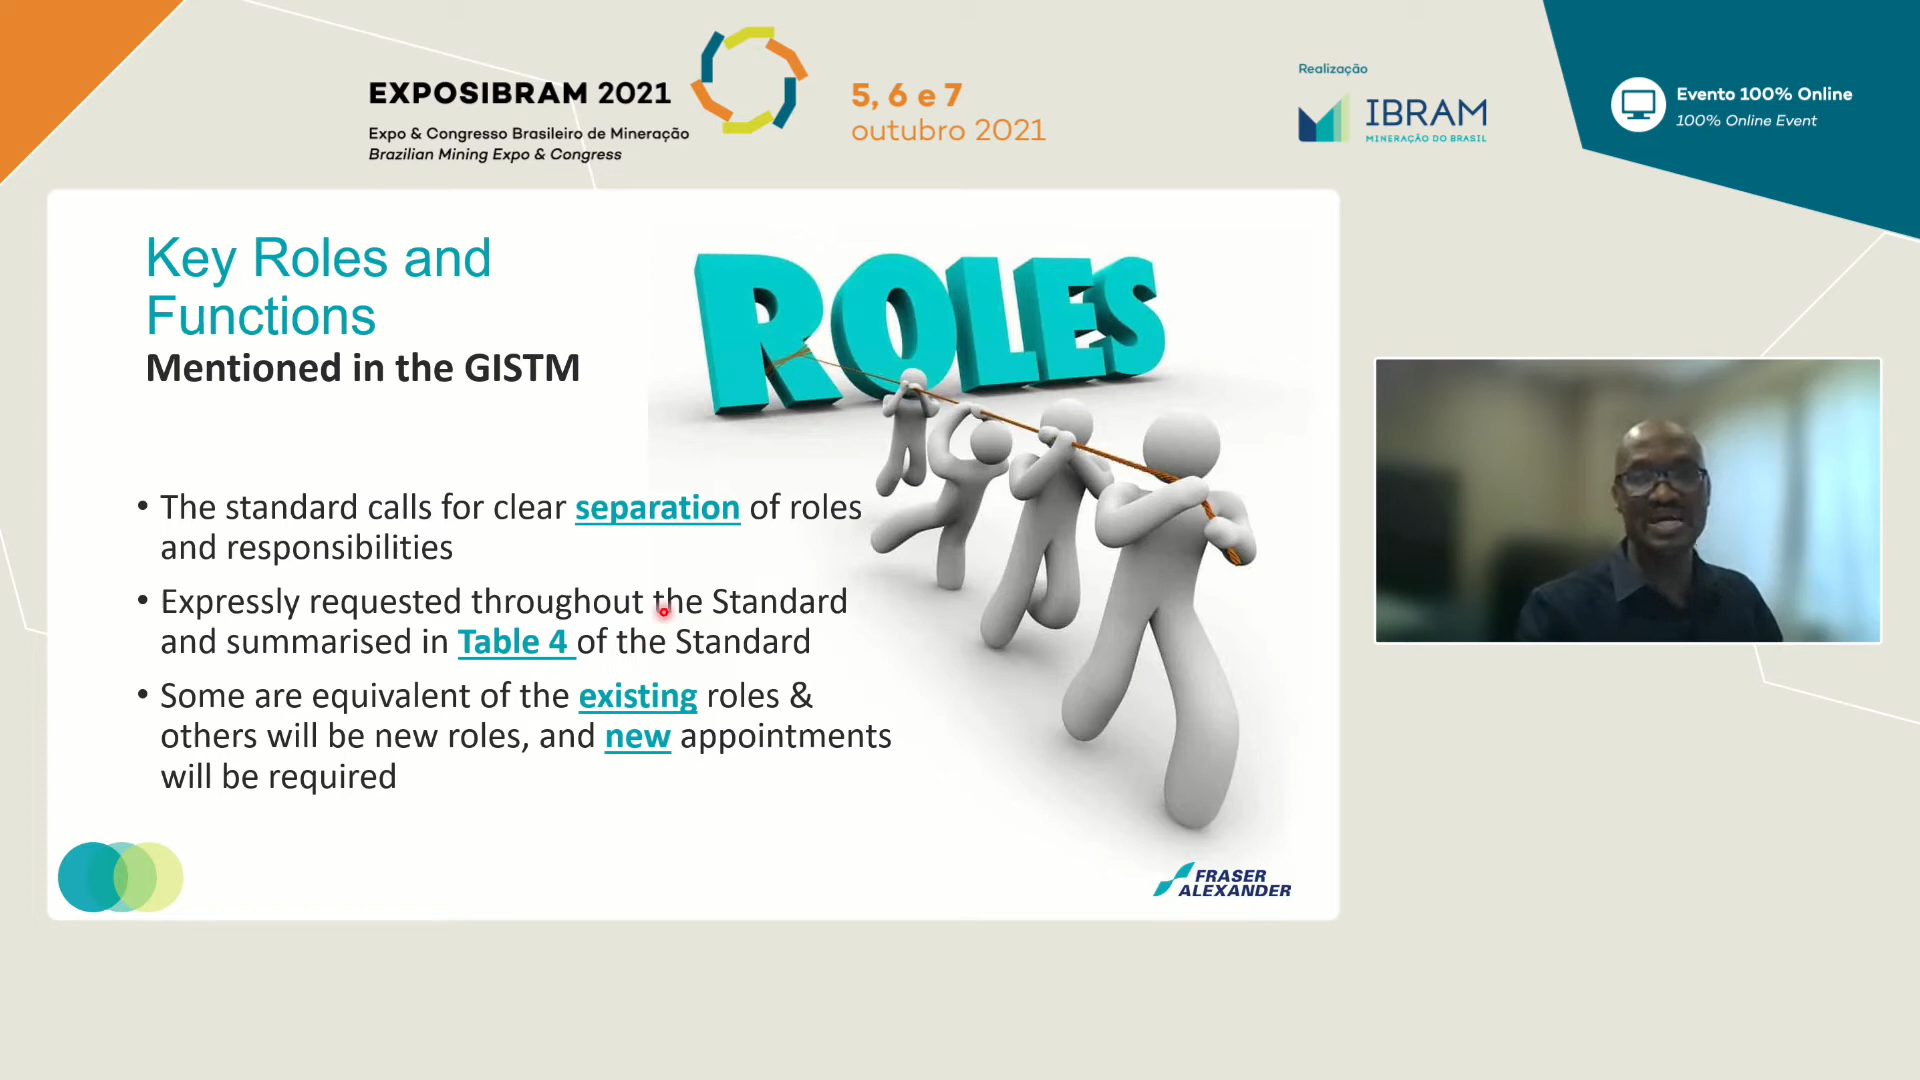 EXPOSIBRAM 2021
Expo & Congresso Brasileiro de Mineração
Brazilian Mining Expo & Congress
5, 6 e 7
outubro 2021
Realização
IBRAM
MINERAÇÃO DO BRASIL
Evento 100% Online
100% Online Event
Key Roles and
Functions
Mentioned in the GISTM
ROLES
• The standard calls for clear separation of roles
and responsibilities
• Expressly requested throughout the Standard
and summarised in Table 4 of the Standard
• Some are equivalent of the existing roles &
others will be new roles, and new appointments
will be required
FRASER
ALEXANDER